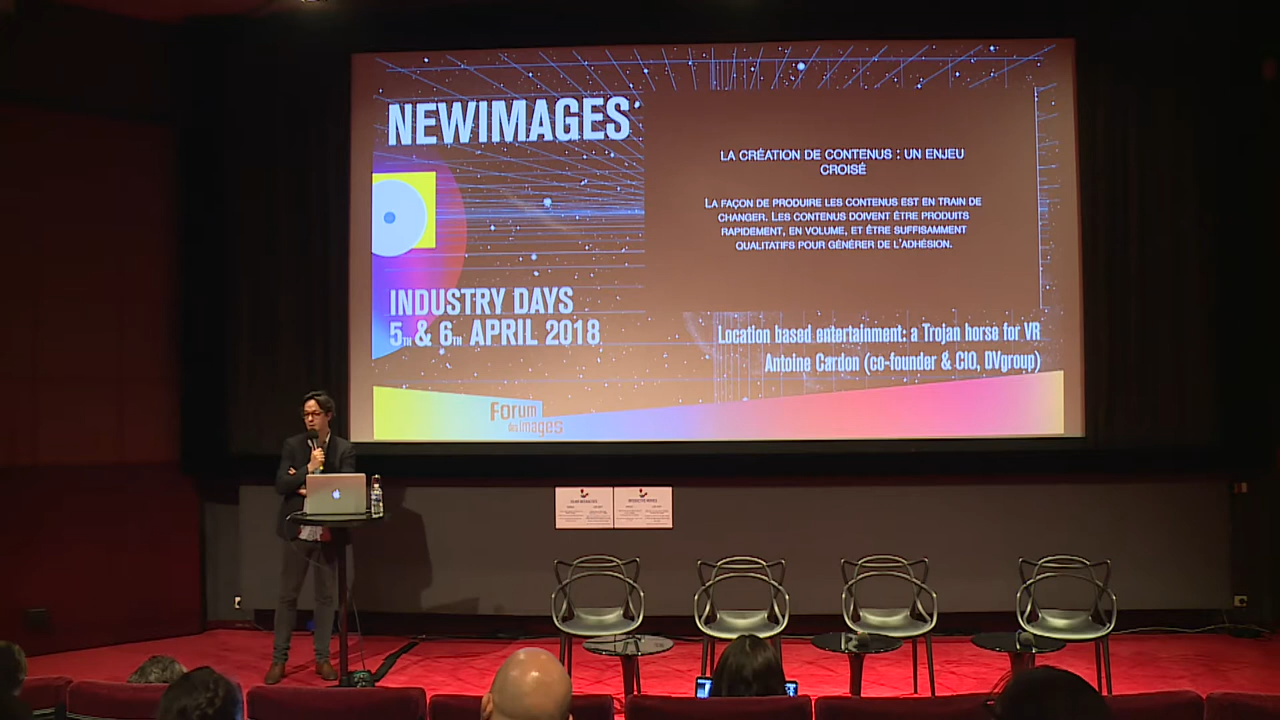 NEWIMAGES
LA CRÉATION DE CONTENUS : UN ENJEU
CROISÉ
LA FAÇON DE PRODUIRE LES CONTENUS EST EN TRAIN DE
CHANGER. LES CONTENUS DOIVENT ÊTRE PRODUITS
RAPIDEMENT, EN VOLUME, ET ÊTRE SUFFISAMMENT
QUALITATIFS POUR GÉNÉRER DE L'ADHÉSION.
INDUSTRY DAYS
5TH & 6TH APRIL 2018
Location based entertainment: a Trojan horse for VR
Antoine Cardon (co-founder & CIO, DVgroup)
Forum
des images